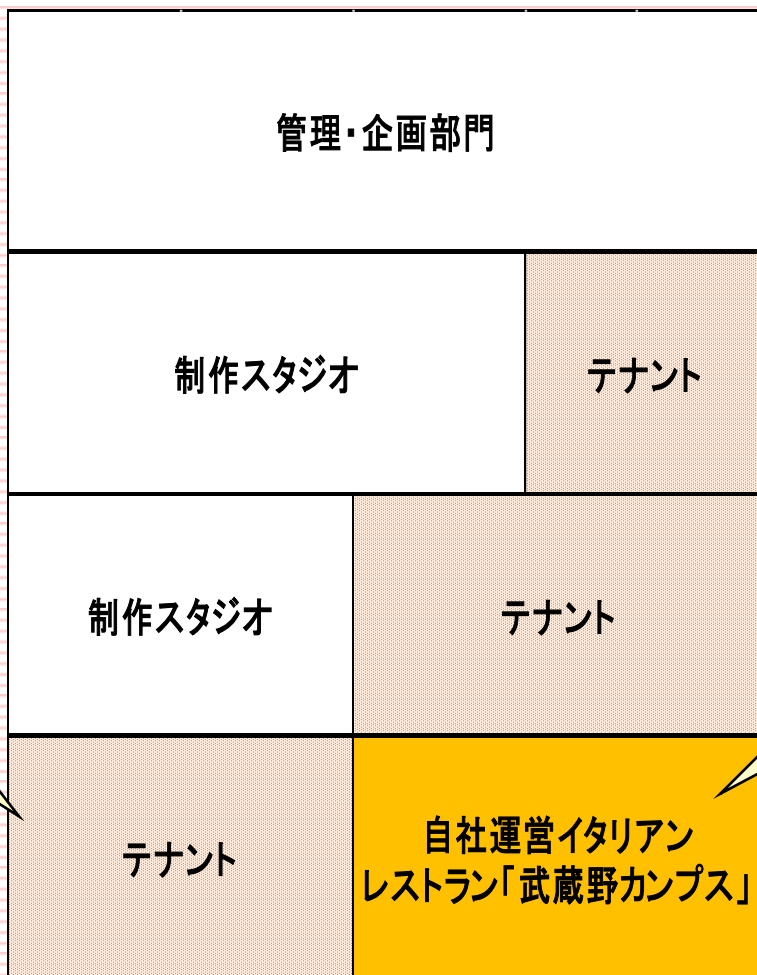 管理・企画部門
制作スタジオ
テナント
制作スタジオ
テナント
テナント
自社運営イタリアン
レストラン「武蔵野カンプス」